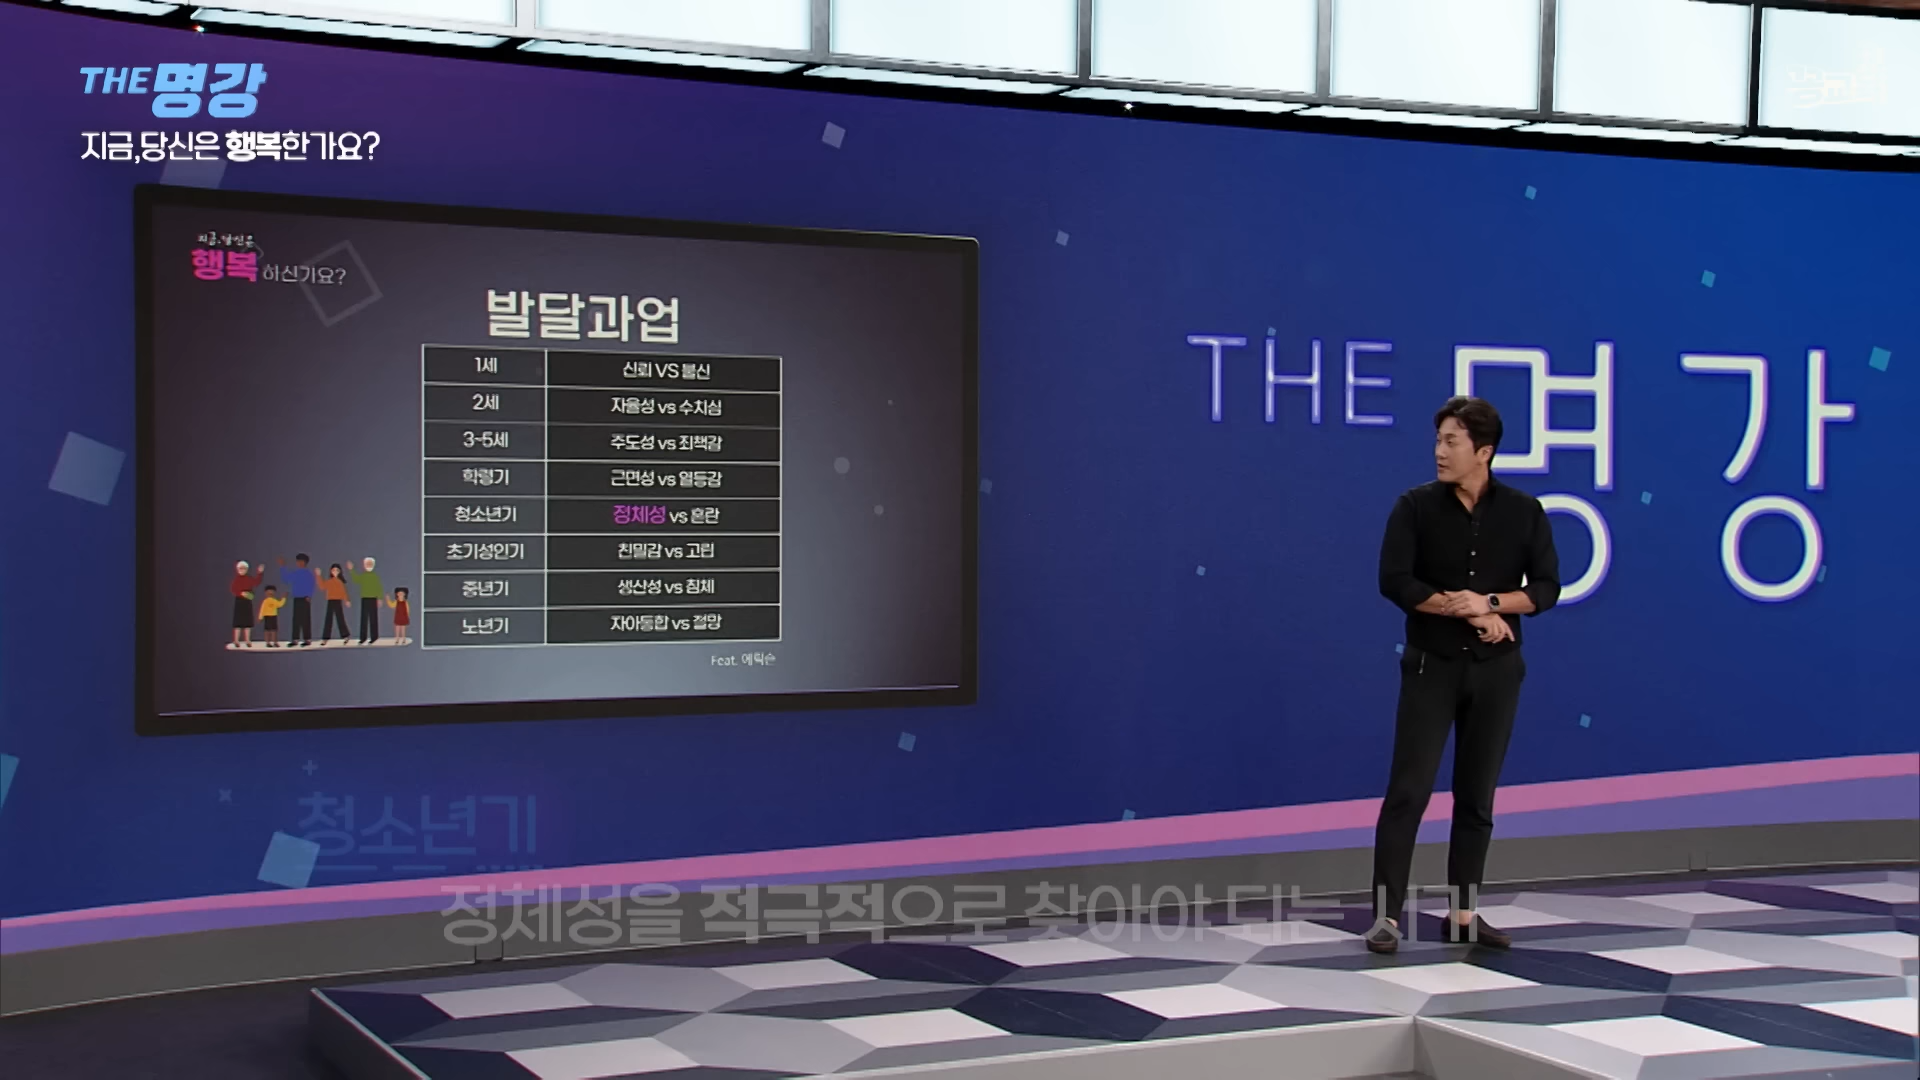 THE명강
지금,당신은 행복한가요?
지금, 당신은
행복 하신가요?
발달과업
1세 신뢰 VS 불신
2세 자율성 vs 수치심
3~5세 주도성 vs 죄책감
학령기 근면성 vs 열등감
청소년기 정체성 vs 혼란
초기성인기 친밀감 vs 고립
중년기 생산성 vs 침체
노년기 자아통합 vs 절망
Feat. 에릭슨
THE 명강
청소년기
정체성을 적극적으로 찾아야 되는 시기